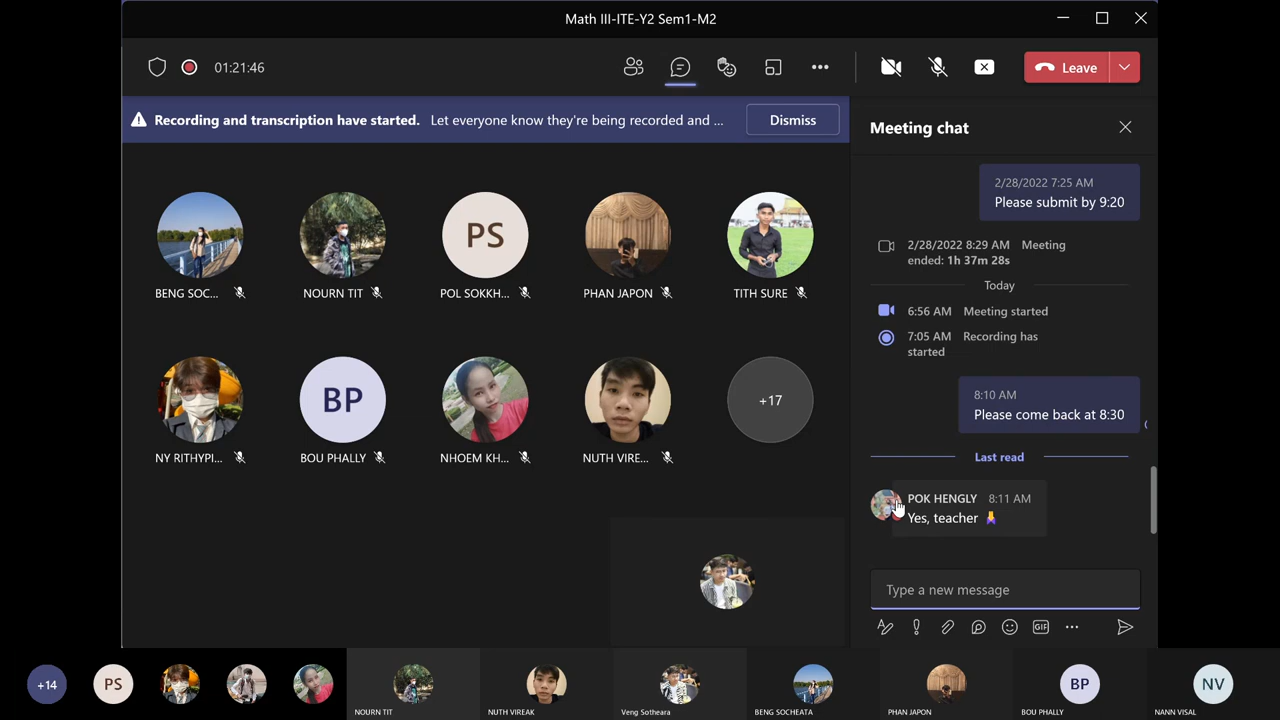 Math III-ITE-Y2 Sem1-M2
01:21:46
Leave
Recording and transcription have started. Let everyone know they're being recorded and ...
Dismiss
BENG SOC...
NOURN TIT
PS
POL SOKKH...
PHAN JAPON
TITH SURE
NY RITHYPI...
BP
BOU PHALLY
NHOEM KH...
NUTH VIRE...
+17
Meeting chat
2/28/2022 7:25 AM
Please submit by 9:20
2/28/2022 8:29 AM Meeting
ended: 1h 37m 28s
Today
6:56 AM Meeting started
7:05 AM Recording has
started
8:10 AM
Please come back at 8:30
Last read
POK HENGLY 8:11 AM
Yes, teacher
Type a new message
GIF
+14
PS
NOURN TIT
NUTH VIREAK
Veng Sotheara
BENG SOCHEATA
PHAN JAPON
BP
BOU PHALLY
NV
NANN VISAL